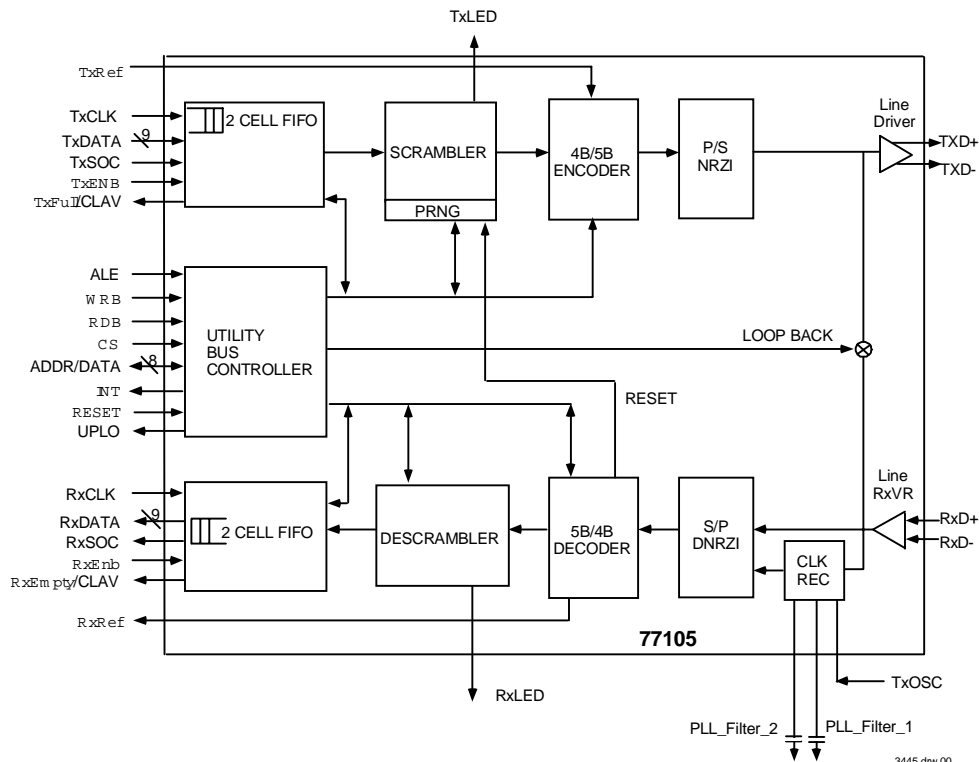 TxLED
TxRef
TxCLK
TxDATA
9
TxSOC
TxENB
TxFull/CLAV
2 CELL FIFO
SCRAMBLER
PRNG
4B/5B
ENCODER
P/S
NRZI
Line
Driver
TXD+
TXD-
ALE
WRB
RDB
CS
ADDR/DATA
8
INT
RESET
UPLO
UTILITY
BUS
CONTROLLER
LOOP BACK
RESET
RxCLK
RxDATA
9
RxSOC
RxEnb
RxEmpty/CLAV
RxRef
2 CELL FIFO
DESCRAMBLER
5B/4B
DECODER
S/P
DNRZI
CLK
REC
Line
RxVR
RxD+
RxD-
77105
RxLED
TxOSC
PLL_Filter_2
PLL_Filter_1
3445 drw 00